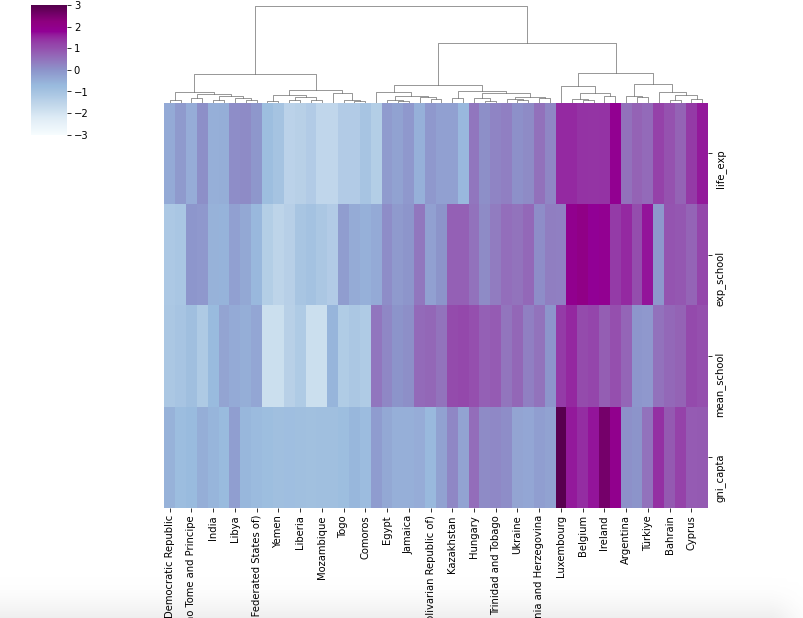 3
2
1
0
−1
−2
−3
life_exp
exp_school
mean_school
gni_capta
Democratic Republic
o Tome and Principe
India
Libya
Federated States of)
Yemen
Liberia
Mozambique
Togo
Comoros
Egypt
Jamaica
olivarian Republic of)
Kazakhstan
Hungary
Trinidad and Tobago
Ukraine
nia and Herzegovina
Luxembourg
Belgium
Ireland
Argentina
Türkiye
Bahrain
Cyprus